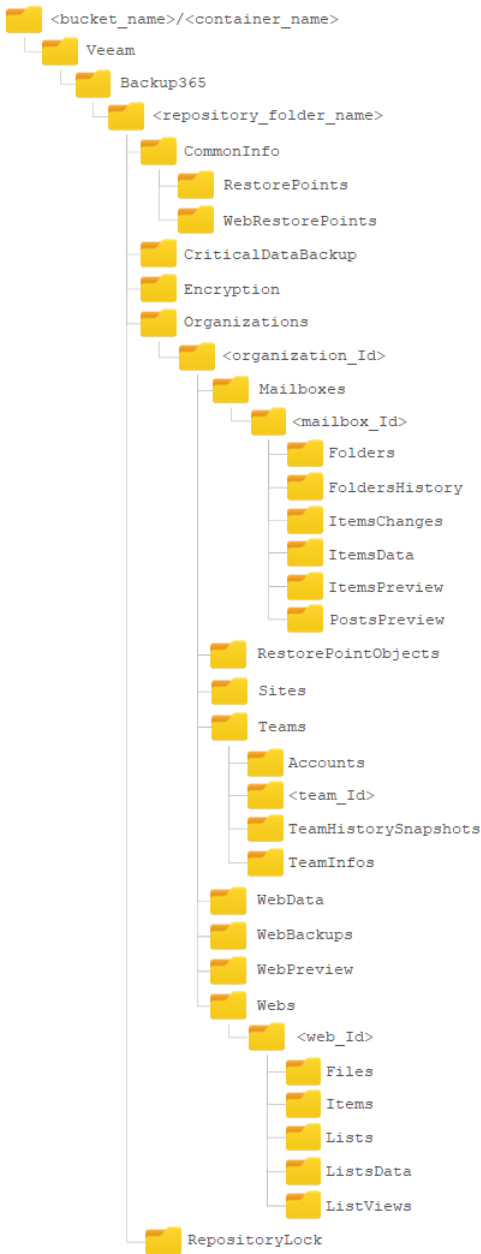 <bucket_name>/<container_name>
Veeam
Backup365
<repository_folder_name>
CommonInfo
RestorePoints
WebRestorePoints
CriticalDataBackup
Encryption
Organizations
<organization_Id>
Mailboxes
<mailbox_Id>
Folders
FoldersHistory
ItemsChanges
ItemsData
ItemsPreview
PostsPreview
RestorePointObjects
Sites
Teams
Accounts
<team_Id>
TeamHistorySnapshots
TeamInfos
WebData
WebBackups
WebPreview
Webs
<web_Id>
Files
Items
Lists
ListsData
ListViews
RepositoryLock